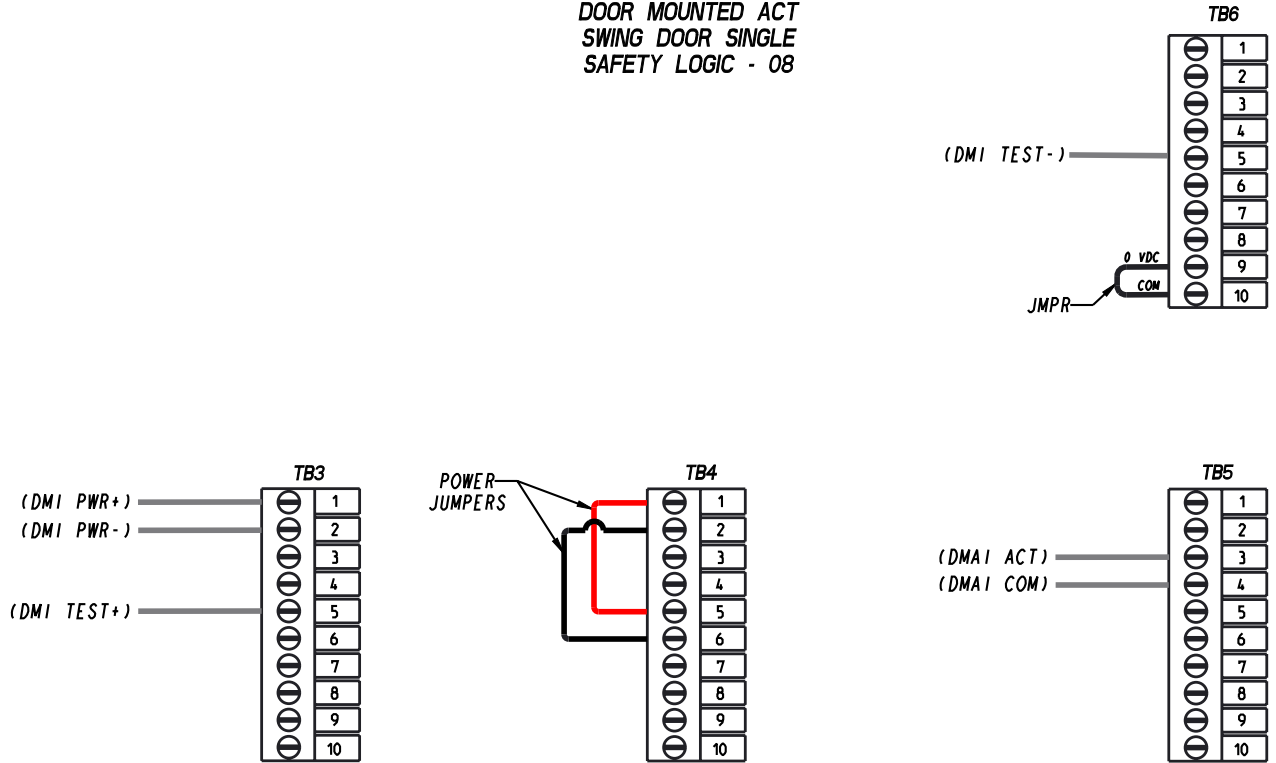 DOOR MOUNTED ACT
SWING DOOR SINGLE
SAFETY LOGIC - 08
TB6
1
2
3
4
(DMI TEST-) 5
6
7
8
0 VDC 9
COM 10
JMPR
TB3
(DMI PWR+) 1
(DMI PWR-) 2
3
4
(DMI TEST+) 5
6
7
8
9
10
POWER
JUMPERS
TB4
1
2
3
4
5
6
7
8
9
10
TB5
1
2
(DMAI ACT) 3
(DMAI COM) 4
5
6
7
8
9
10